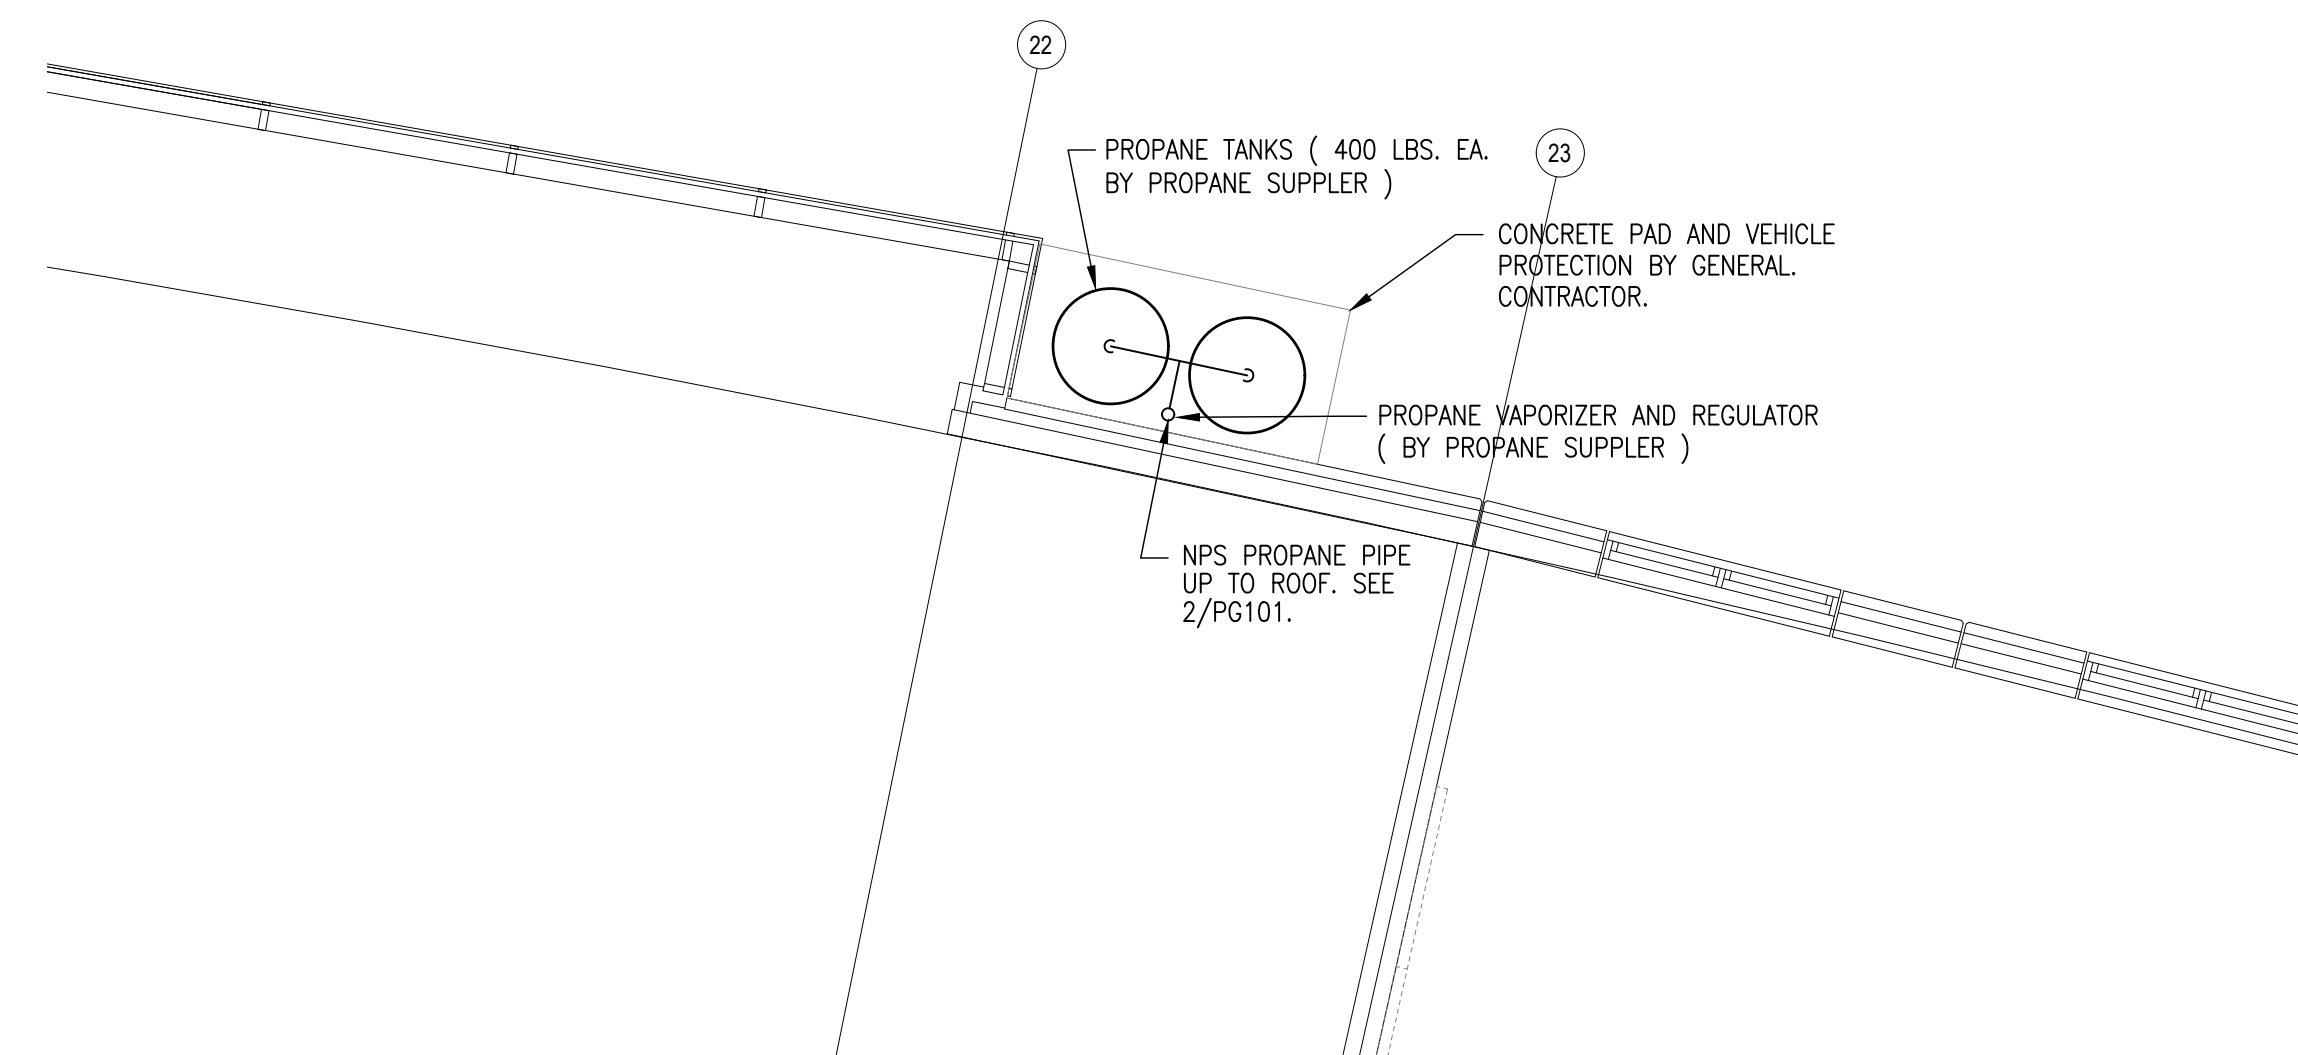 22
PROPANE TANKS ( 400 LBS. EA.
BY PROPANE SUPPLER )
23
CONCRETE PAD AND VEHICLE
PROTECTION BY GENERAL.
CONTRACTOR.
PROPANE VAPORIZER AND REGULATOR
( BY PROPANE SUPPLER )
NPS PROPANE PIPE
UP TO ROOF. SEE
2/PG101.